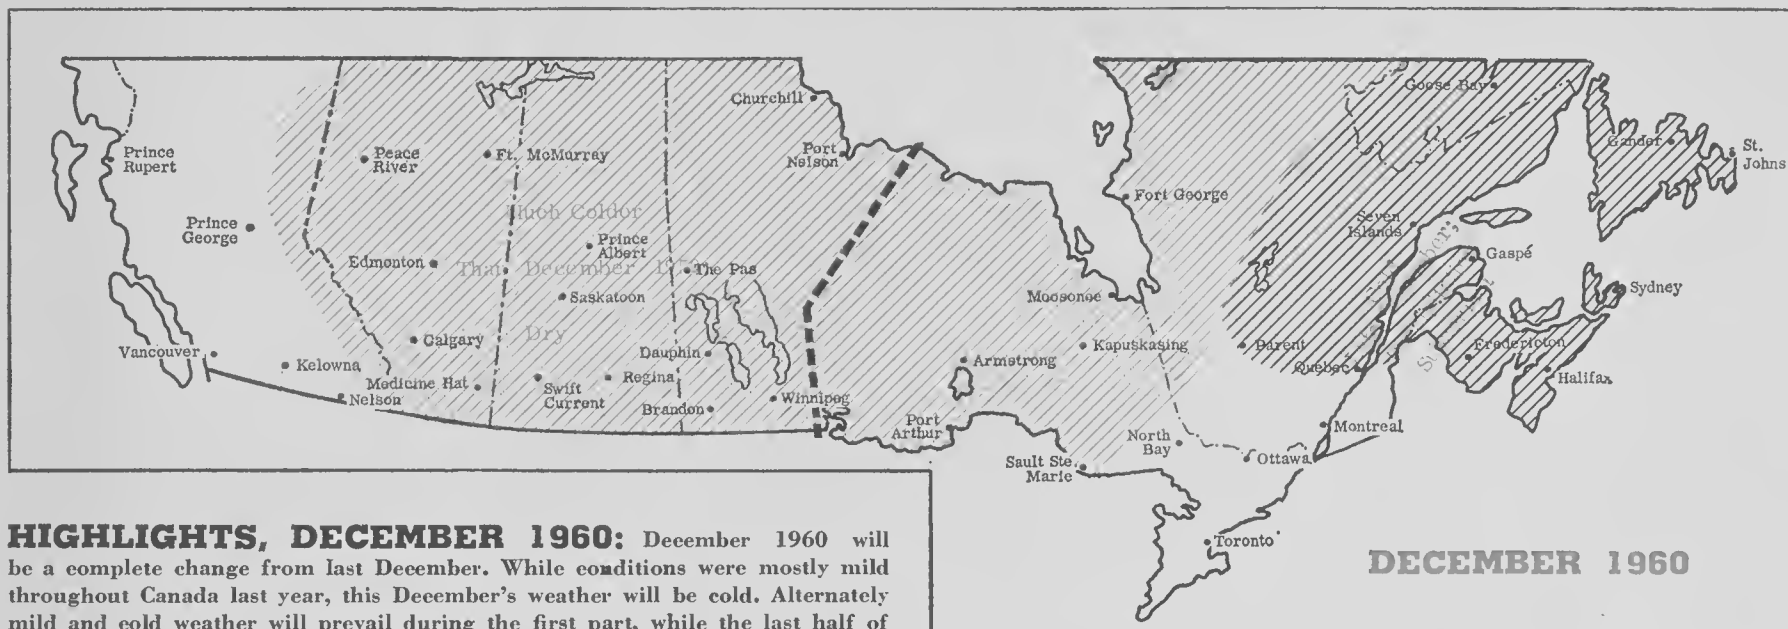 Churchill
Goose Bay
Prince
Rupert
Peace
River
Ft. McMurray
Port
Nelson
Gander
St.
Johns
Fort George
Prince
George
Much Colder
Seven
Islands
Prince
Albert
Edmonton
Than December
The Pas
Gaspé
Saskatoon
Moosonee
Sydney
Calgary
Dry
Vancouver
Kelowna
Dauphin
Armstrong
Kapuskasing
Parent
Fredericton
Medicine Hat
Nelson
Swift
Current
Regina
Quebec
Halifax
Brandon
Winnipeg
Port
Arthur
North
Bay
Montreal
Sault Ste.
Marie
Ottawa
Toronto
HIGHLIGHTS, DECEMBER 1960: December 1960 will
be a complete change from last December. While conditions were mostly mild
throughout Canada last year, this December's weather will be cold. Alternately
mild and cold weather will prevail during the first part, while the last half of
DECEMBER 1960